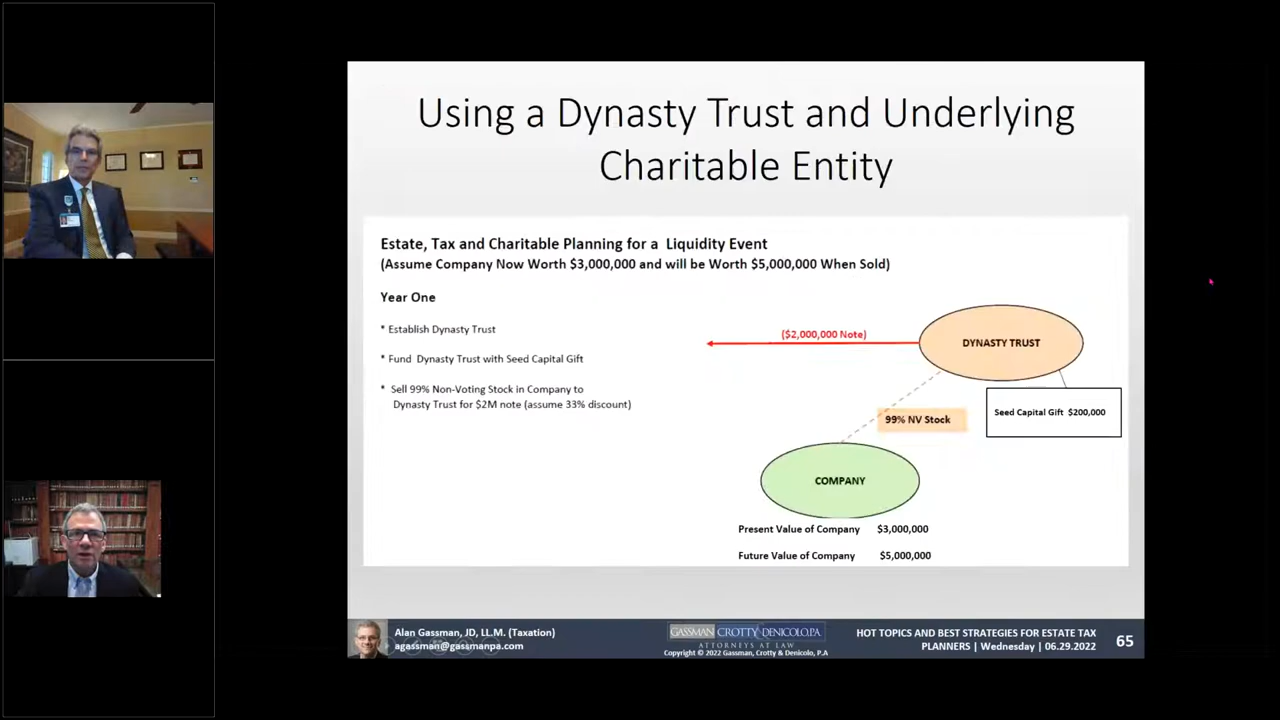 Using a Dynasty Trust and Underlying
Charitable Entity
Estate, Tax and Charitable Planning for a Liquidity Event
(Assume Company Now Worth $3,000,000 and will be Worth $5,000,000 When Sold)
Year One
* Establish Dynasty Trust
* Fund Dynasty Trust with Seed Capital Gift
* Sell 99% Non-Voting Stock in Company to
Dynasty Trust for $2M note (assume 33% discount)
($2,000,000 Note)
DYNASTY TRUST
Seed Capital Gift $200,000
99% NV Stock
COMPANY
Present Value of Company $3,000,000
Future Value of Company $5,000,000
Alan Gassman, JD, LL.M. (Taxation)
agassman@gassmanpa.com
GASSMAN CROTTY DENICOLO, P.A.
ATTORNEYS AT LAW
Copyright © 2022 Gassman, Crotty & Denicolo, P.A
HOT TOPICS AND BEST STRATEGIES FOR ESTATE TAX
PLANNERS | Wednesday | 06.29.2022
65